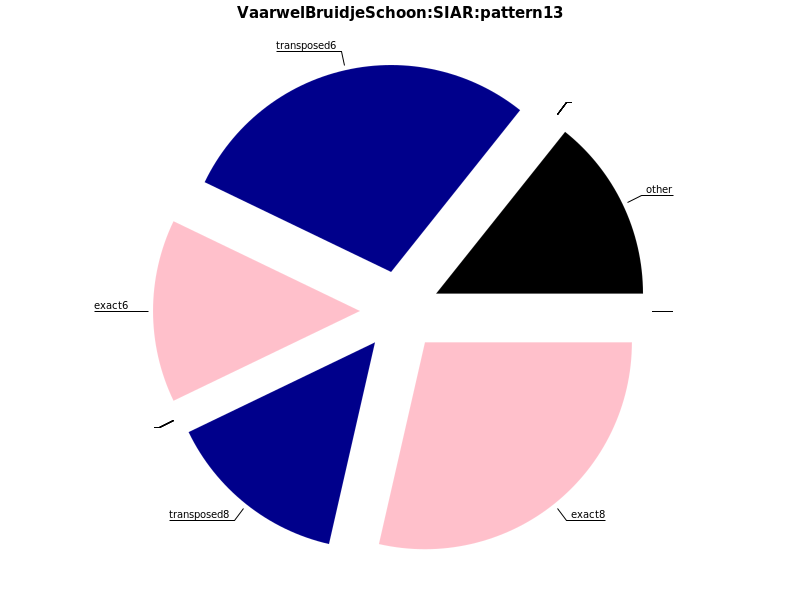 VaarwelBruidjeSchoon:SIAR:pattern13
transposed6
other
exact6
transposed8
exact8